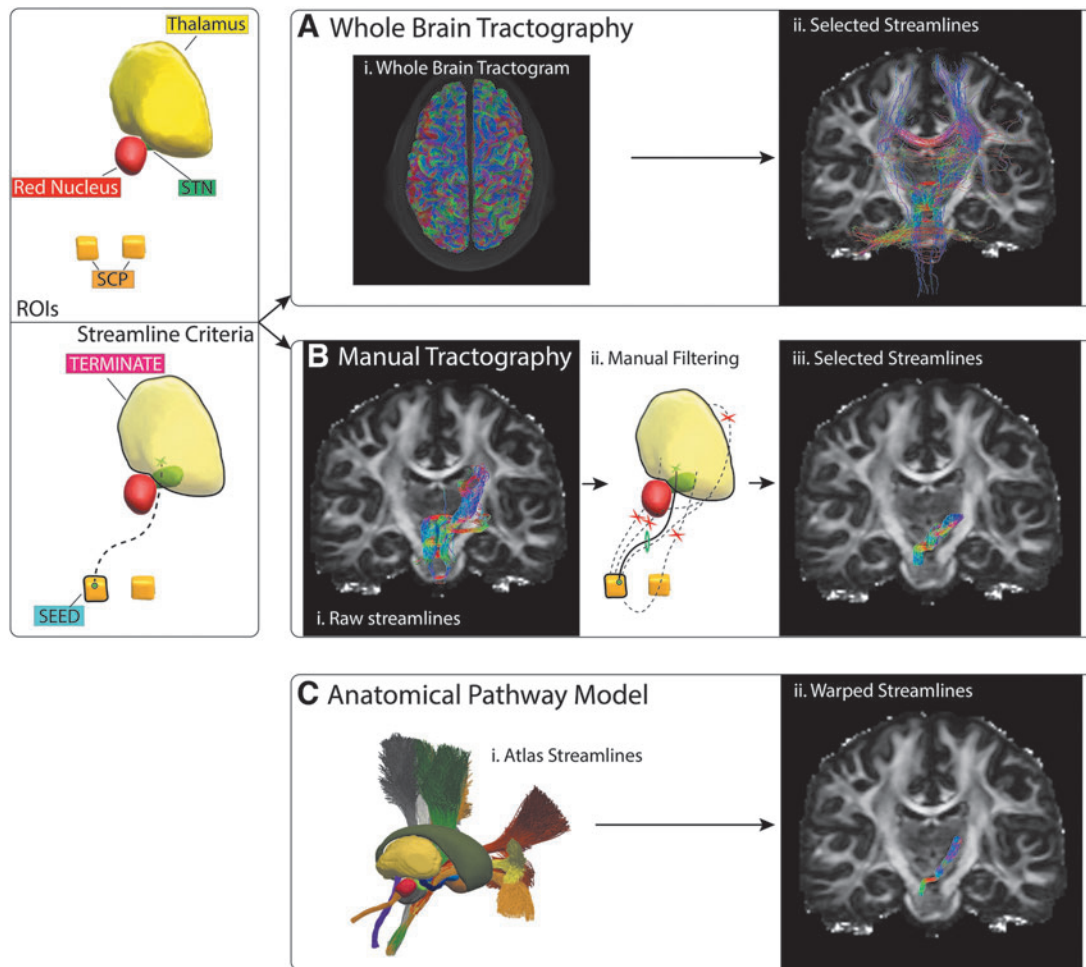 Thalamus
Red Nucleus
STN
SCP
ROIs
Streamline Criteria
TERMINATE
SEED
A Whole Brain Tractography
i. Whole Brain Tractogram
ii. Selected Streamlines
B Manual Tractography
ii. Manual Filtering
iii. Selected Streamlines
i. Raw streamlines
C Anatomical Pathway Model
i. Atlas Streamlines
ii. Warped Streamlines